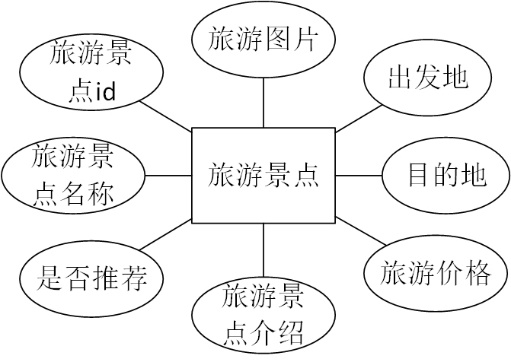 旅游图片
旅游景
点id
出发地
旅游景
点名称
旅游景点
目的地
是否推荐
旅游价格
旅游景
点介绍